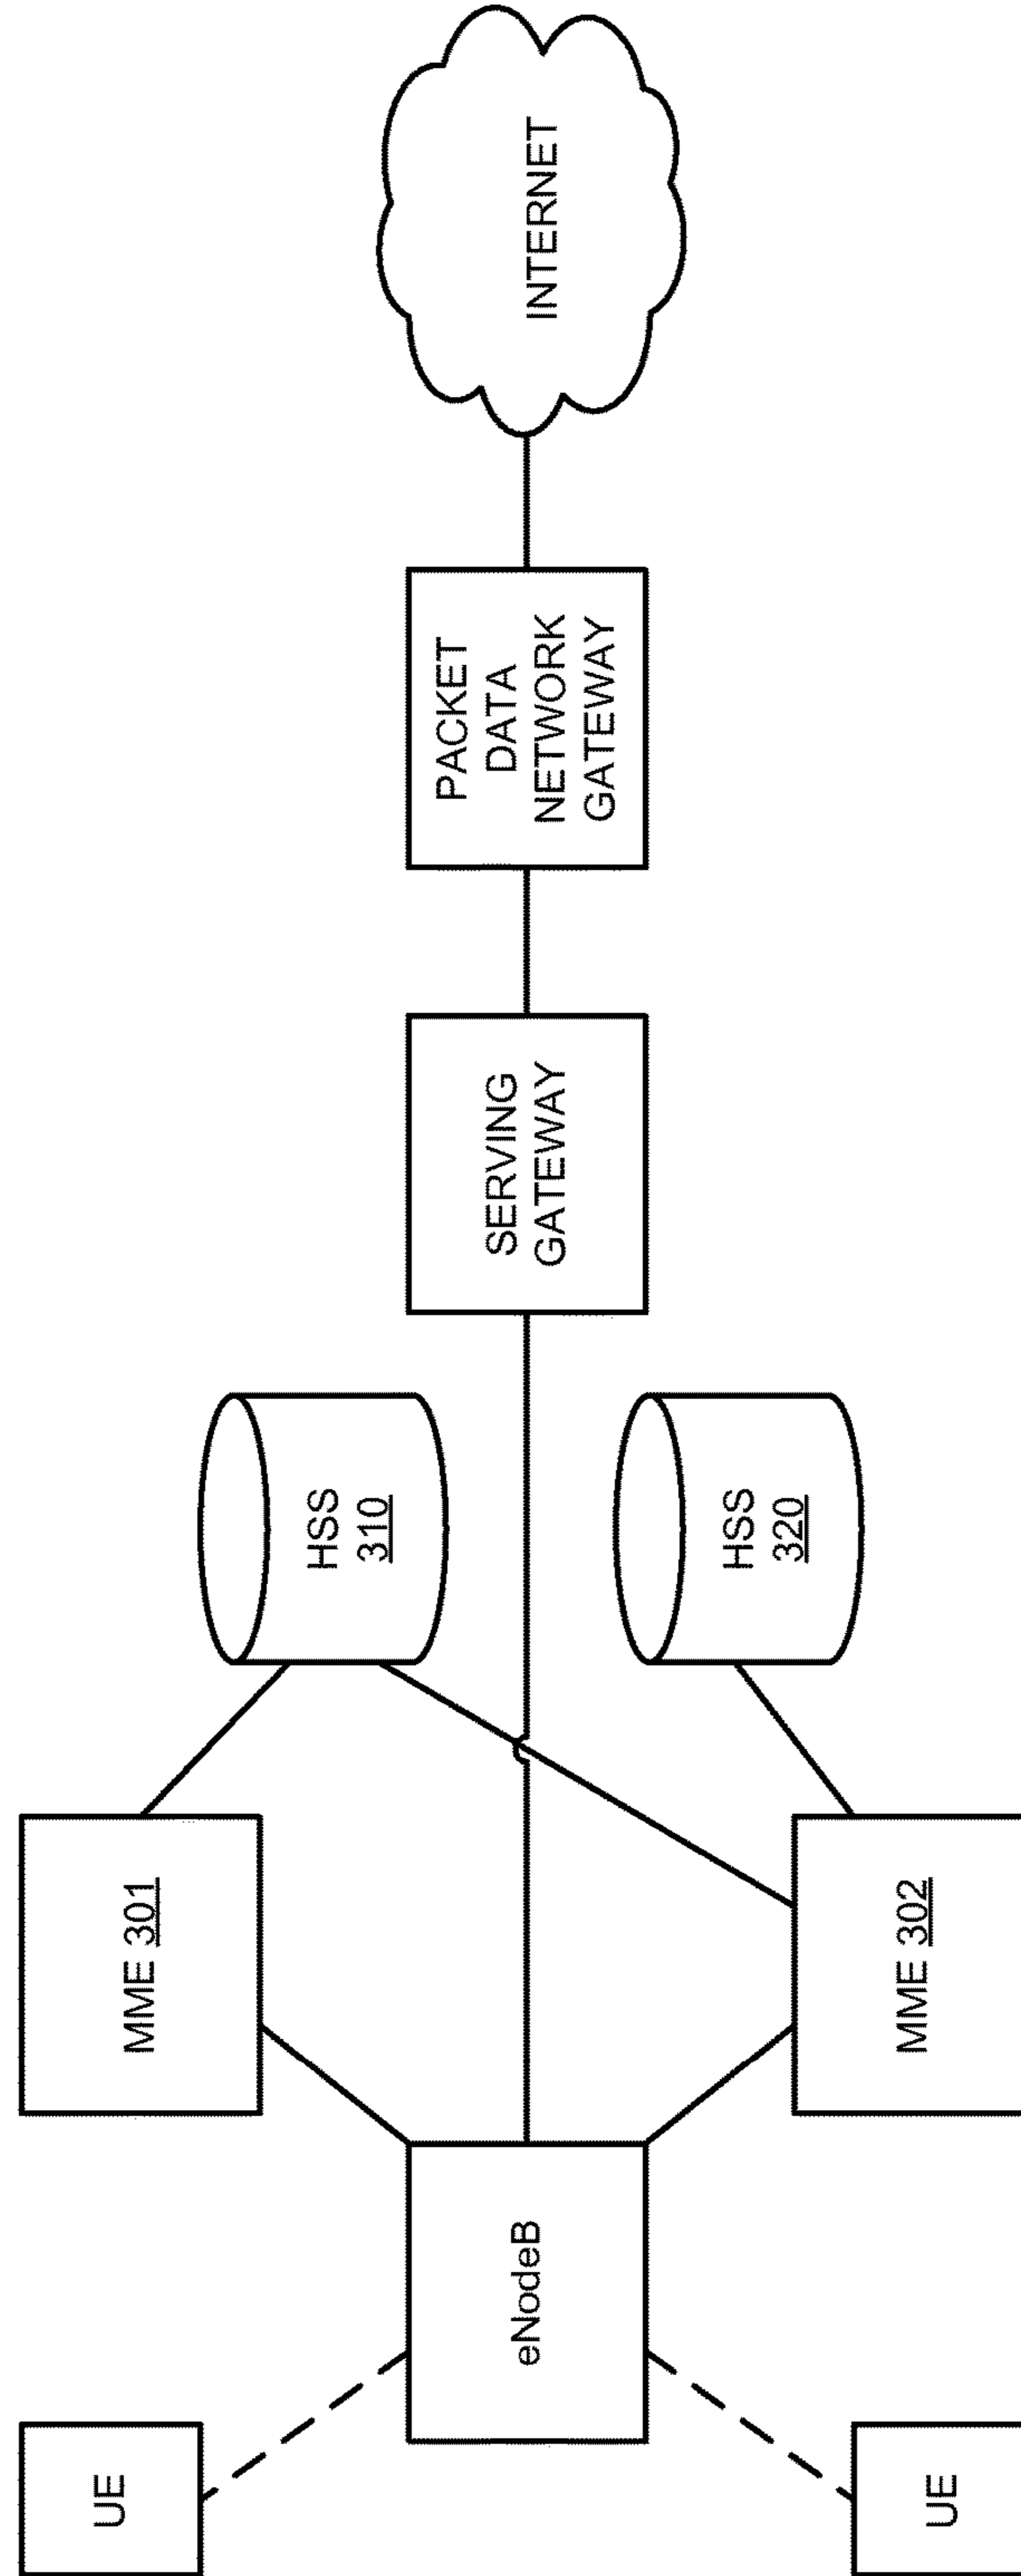 UE
UE
eNodeB
MME 301
MME 302
HSS
310
HSS
320
SERVING
GATEWAY
PACKET
DATA
NETWORK
GATEWAY
INTERNET